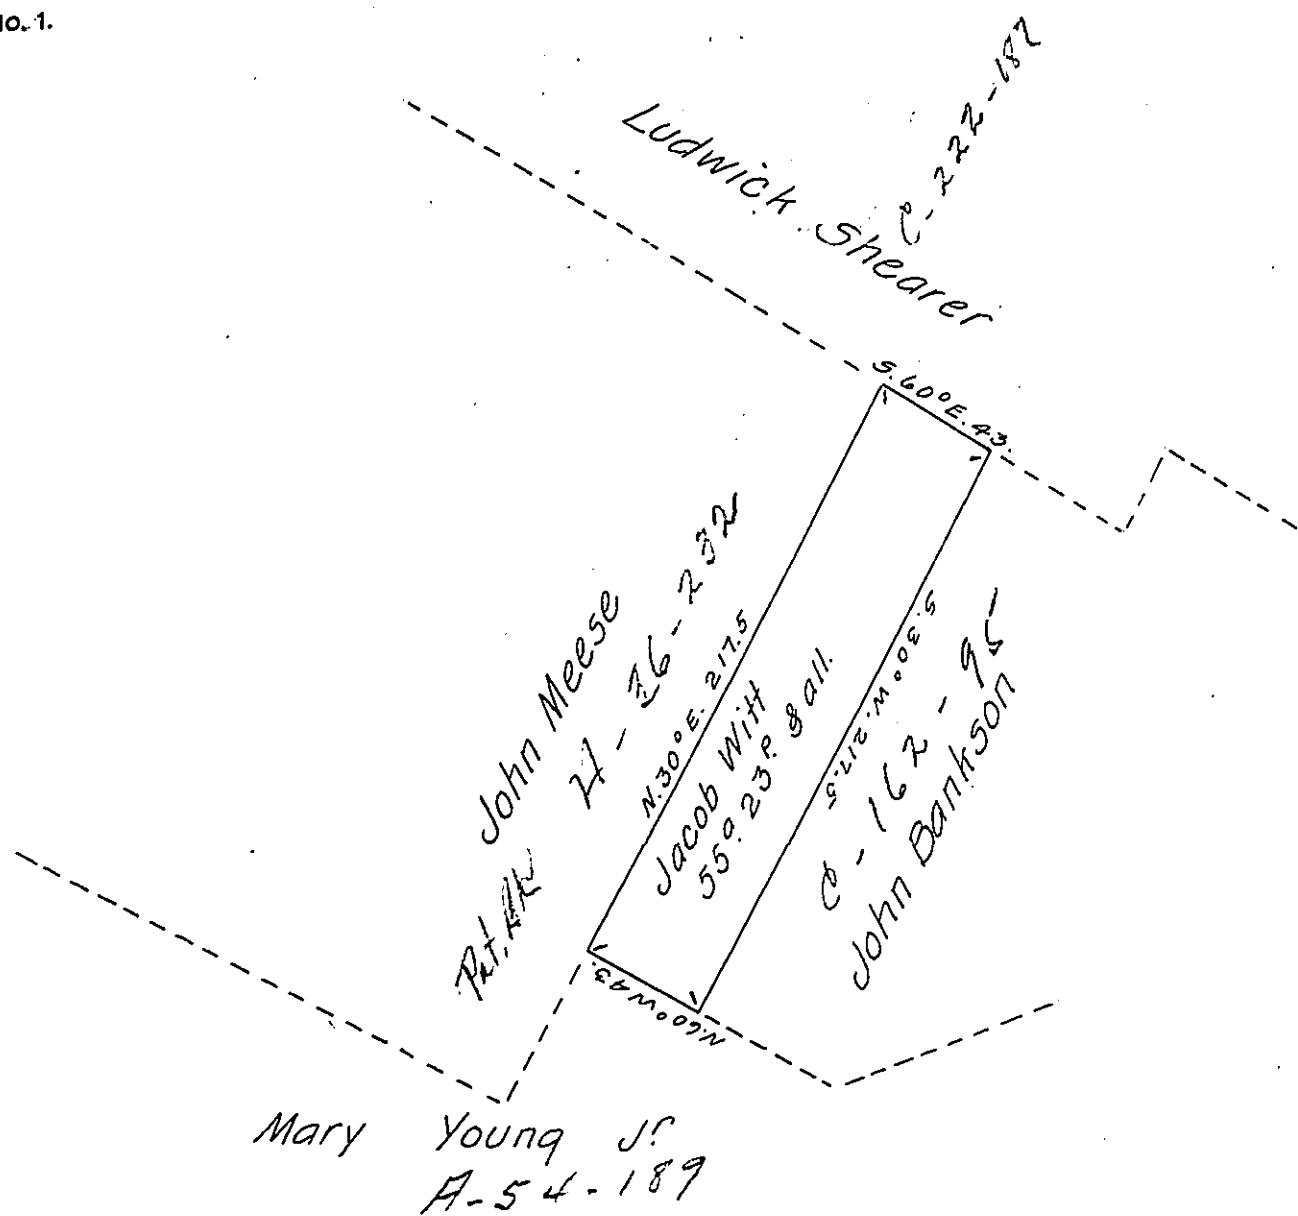 No. 1.
Ludwick Shearer
C-222-182
S. 60° E. 43.
John Meese
H-36-232
N. 30° E. 217.5
Jacob Witt
55a. 23p. & all.
S. 30° W. 217.5
C-162-95
John Bankson
N. 60° W 43.
Mary Young Jr.
A-54-189